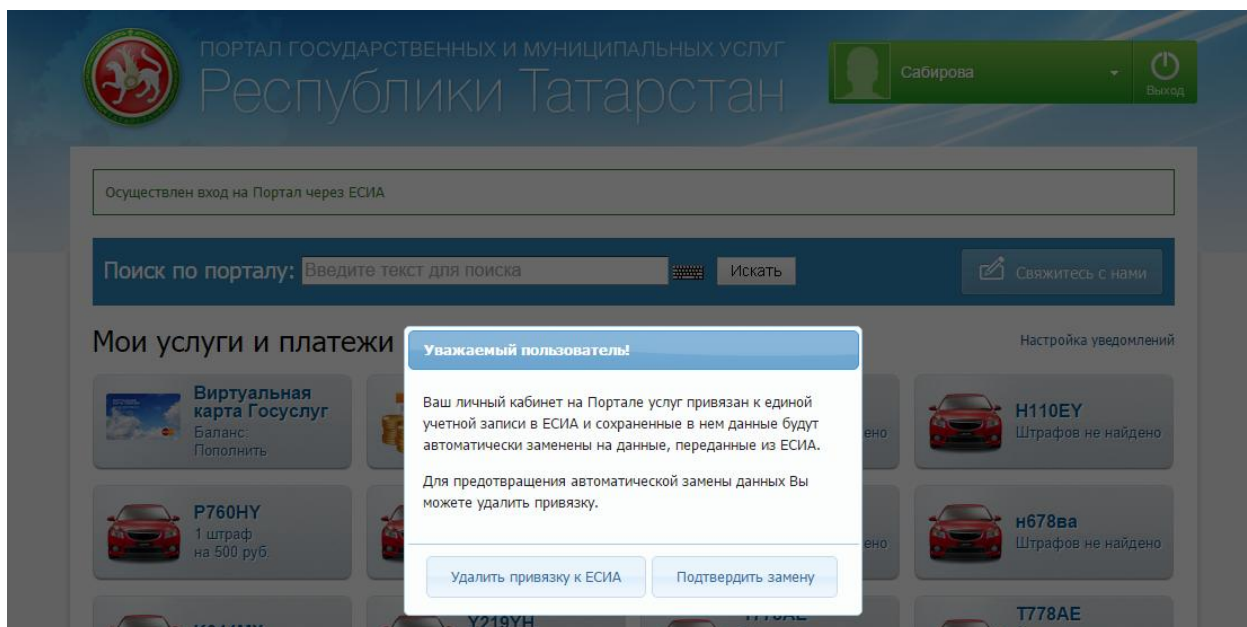 ПОРТАЛ ГОСУДАРСТВЕННЫХ И МУНИЦИПАЛЬНЫХ УСЛУГ
Республики Татарстан
Сабирова
Выход
Осуществлен вход на Портал через ЕСИА
Поиск по порталу: Введите текст для поиска Искать
Свяжитесь с нами
Мои услуги и платежи
Настройка уведомлений
Уважаемый пользователь!
Ваш личный кабинет на Портале услуг привязан к единой
учетной записи в ЕСИА и сохраненные в нем данные будут
автоматически заменены на данные, переданные из ЕСИА.
Для предотвращения автоматической замены данных Вы
можете удалить привязку.
Удалить привязку к ЕСИА
Подтвердить замену
Виртуальная
карта Госуслуг
Баланс:
Пополнить
H110EY
Штрафов не найдено
P760HY
1 штраф
на 500 руб.
н678ва
Штрафов не найдено
Y219YH
T778AE